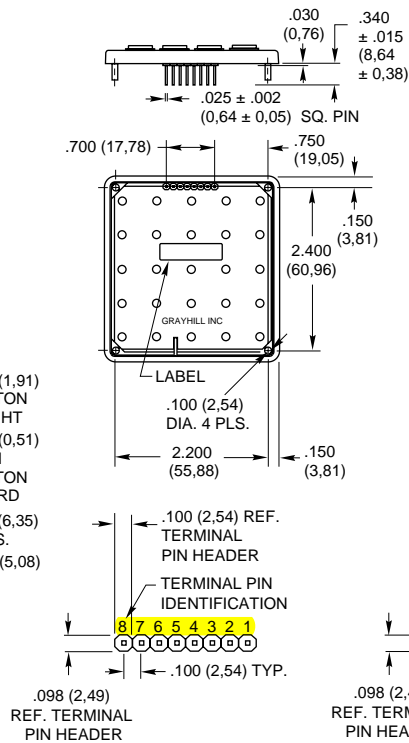 .030
(0,76)
.340
± .015
(8,64
± 0,38)
.025 ± .002
(0,64 ± 0,05) SQ. PIN
.700 (17,78)
.750
(19,05)
.150
(3,81)
2.400
(60,96)
GRAYHILL INC
LABEL
.100 (2,54)
DIA. 4 PLS.
(1,91)
TON
HT
(0,51)
TON
RD
(6,35)
S.
(5,08)
2.200
(55,88)
.150
(3,81)
.100 (2,54) REF.
TERMINAL
PIN HEADER
TERMINAL PIN
IDENTIFICATION
8 7 6 5 4 3 2 1
.100 (2,54) TYP.
.098 (2,49)
REF. TERMINAL
PIN HEADER
.098 (2,4
REF. TERM
PIN HEA